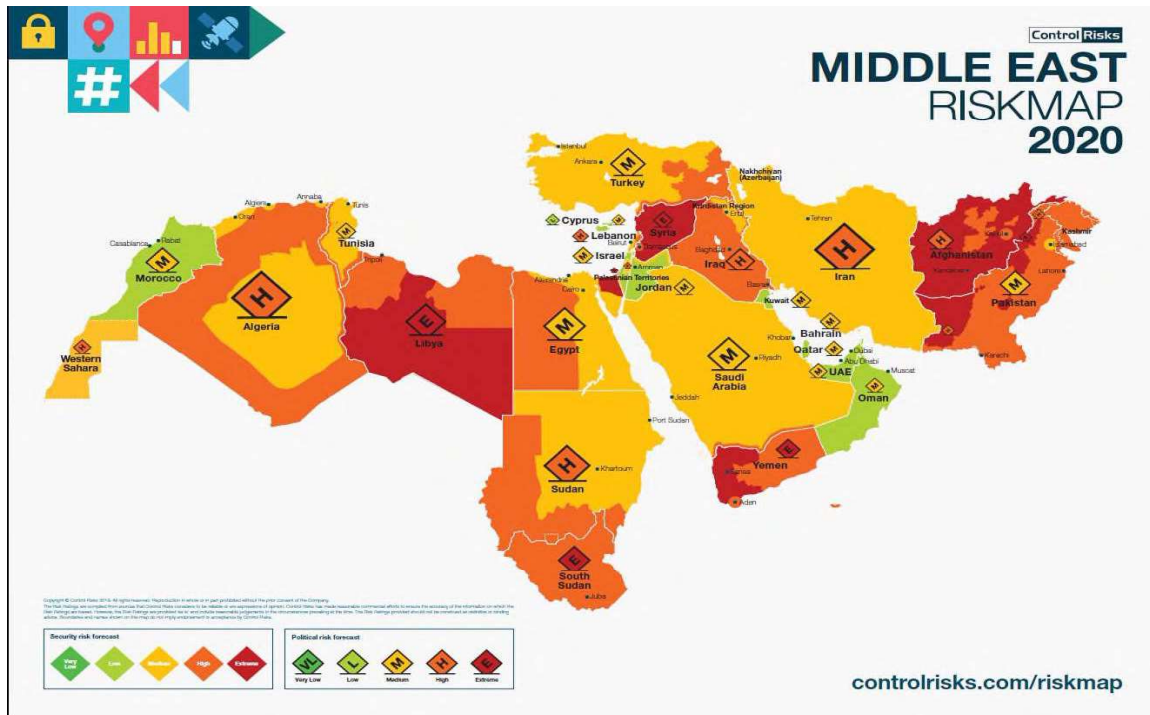 #
Control Risks
MIDDLE EAST
RISKMAP
2020
Istanbul
Ankara
M
Turkey
Nakhchivan
(Azerbaijan)
Kurdistan Region
Erbil
Tehran
H
Iran
Algiers
Annaba
Tunis
Oran
M
Tunisia
Tripoli
Casablanca
Rabat
M
Morocco
H
Algeria
H
Western
Sahara
E
Libya
L
Cyprus
M
H
Lebanon
Beirut
M
Israel
E
Syria
Damascus
Amman
Palestinian Territories
Jordan
M
Baghdad
Iraq
H
Basra
Kuwait
M
M
Bahrain
Qatar
M
M
UAE
Khobar
Dubai
Abu Dhabi
Muscat
M
Oman
Alexandria
Cairo
M
Egypt
M
Saudi
Arabia
Riyadh
Jeddah
Port Sudan
H
Sudan
Khartoum
E
South
Sudan
Juba
E
Yemen
Sanaa
Aden
H
Afghanistan
Kabul
Kandahar
Kashmir
Islamabad
Lahore
M
Pakistan
Karachi
Security risk forecast
Very
Low
Low
Medium
High
Extreme
Political risk forecast
VL
L
M
H
E
Very Low
Low
Medium
High
Extreme
controlrisks.com/riskmap